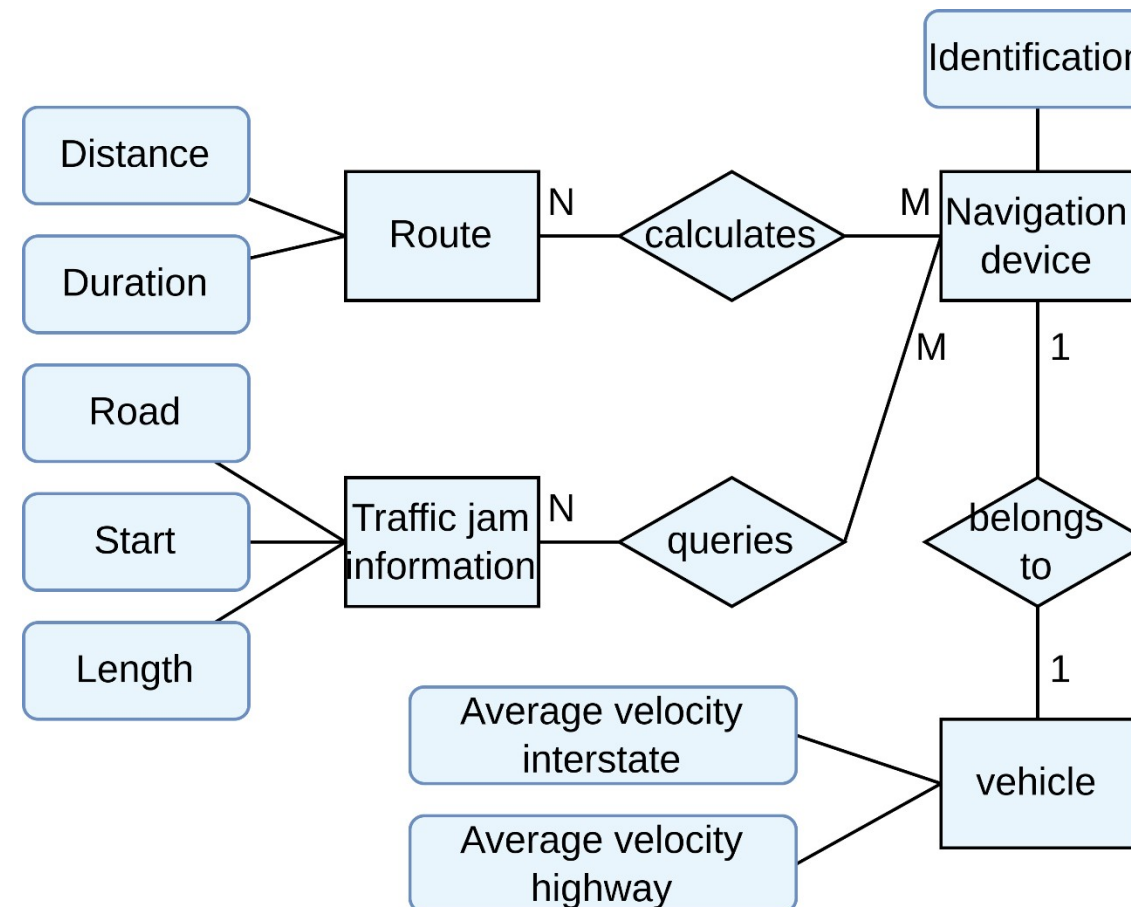 Identification
Distance
Route
N
calculates
M
Navigation
device
Duration
M
1
Road
Traffic jam
information
N
queries
belongs
to
Start
Length
1
Average velocity
interstate
vehicle
Average velocity
highway